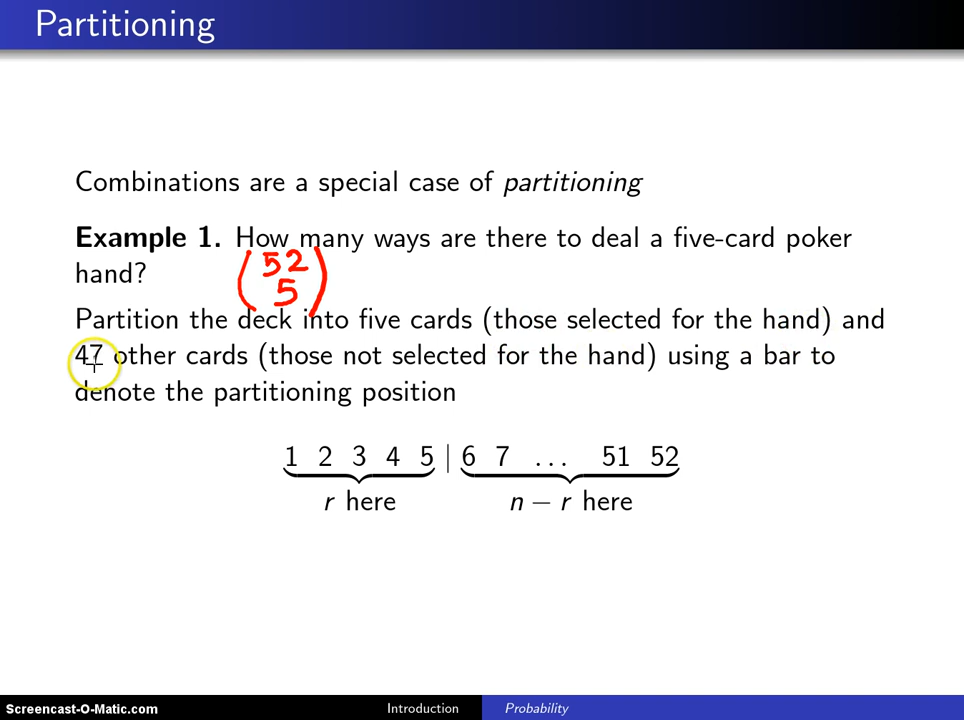 Partitioning
Combinations are a special case of partitioning
Example 1. How many ways are there to deal a five-card poker
hand?
(52
5)
Partition the deck into five cards (those selected for the hand) and
47 other cards (those not selected for the hand) using a bar to
denote the partitioning position
1 2 3 4 5 | 6 7 ... 51 52
r here n − r here
Screencast-O-Matic.com Introduction Probability